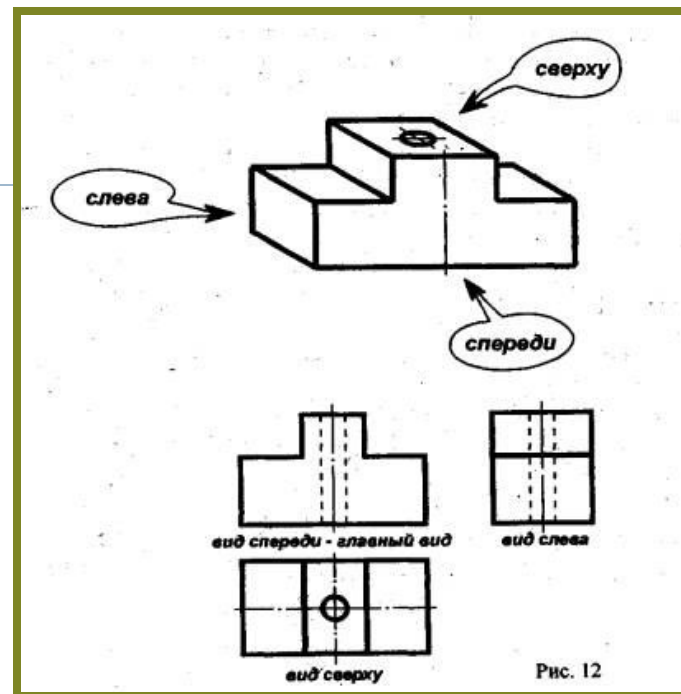 сверху
слева
спереди
вид спереди - главный вид
вид слева
вид сверху
Рис. 12